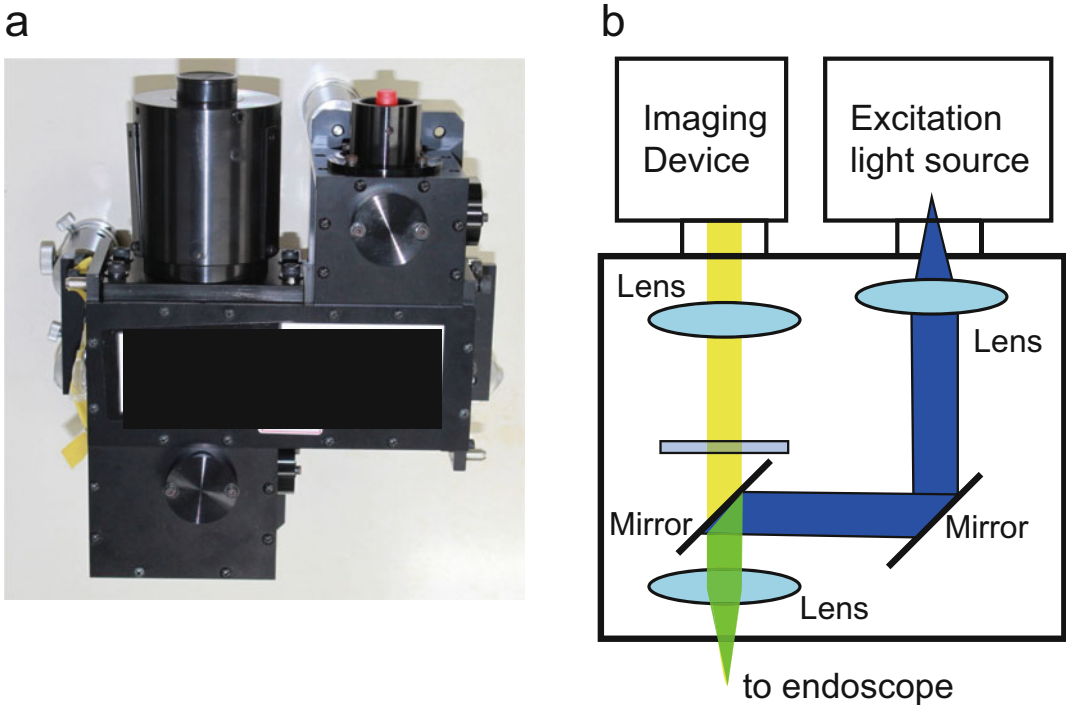 a
b
Imaging
Device
Excitation
light source
Lens
Lens
Mirror
Mirror
Lens
to endoscope